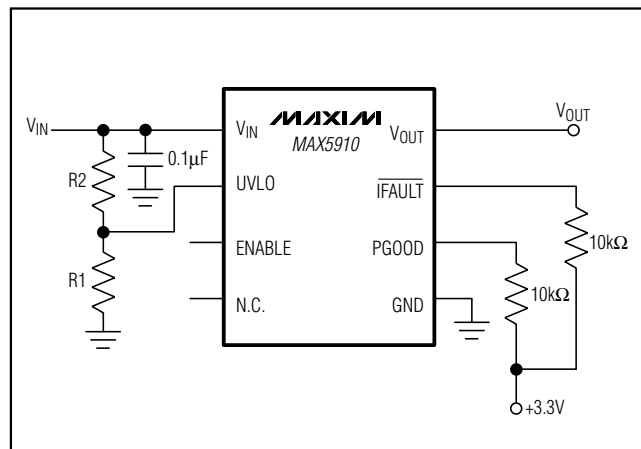 MAXIM
MAX5910
VIN
VIN
VOUT
VOUT
0.1µF
R2
UVLO
IFAULT
10kΩ
ENABLE
PGOOD
R1
10kΩ
N.C.
GND
+3.3V